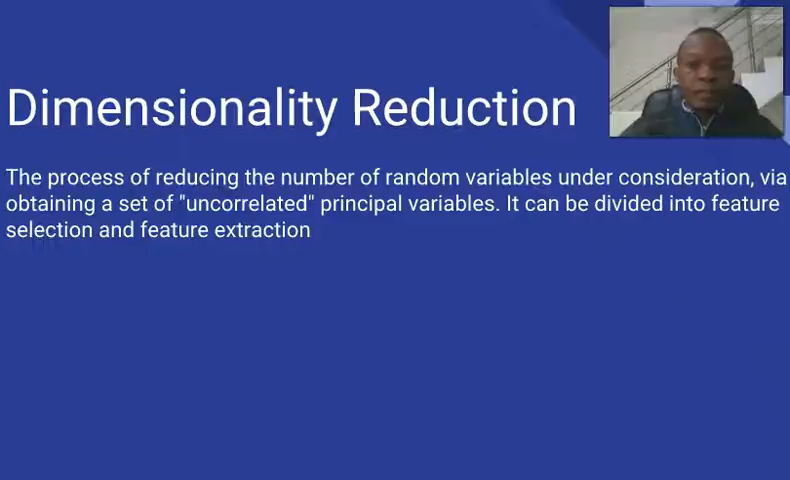 Dimensionality Reduction
The process of reducing the number of random variables under consideration, via
obtaining a set of "uncorrelated" principal variables. It can be divided into feature
selection and feature extraction